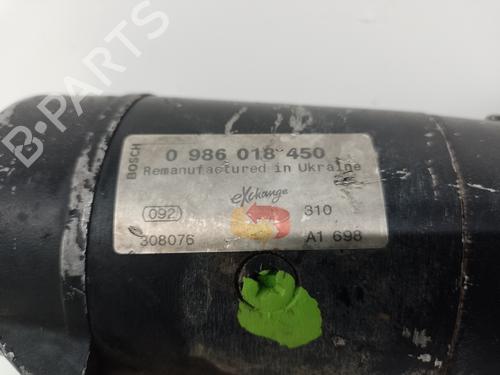 BOSCH
0 986 018 450
Remanufactured in Ukraine
eXchange
092
310
308076
A1 698
B-PARTS